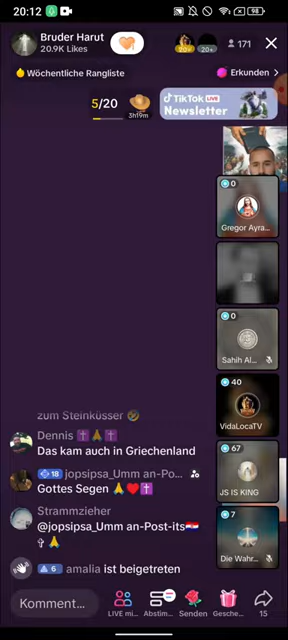 20:12
98
Bruder Harut
20.9K Likes
20+
171
Wöchentliche Rangliste
Erkunden >
5/20
3h19m
TikTok LIVE
Newsletter
0
Gregor Ayra...
0
Sahih Al...
40
VidaLocaTV
67
JS IS KING
7
Die Wahr...
zum Steinküsser 🤣
Dennis ✝️🙏✝️
Das kam auch in Griechenland
18 jopsipsa_Umm an-Po...
Gottes Segen 🙏❤️✝️
Strammzieher
@jopsipsa_Umm an-Post-its🇭🇷
✞🙏
6 amalia ist beigetreten
Komment...
LIVE mi...
Abstim...
Senden
Gesche...
15